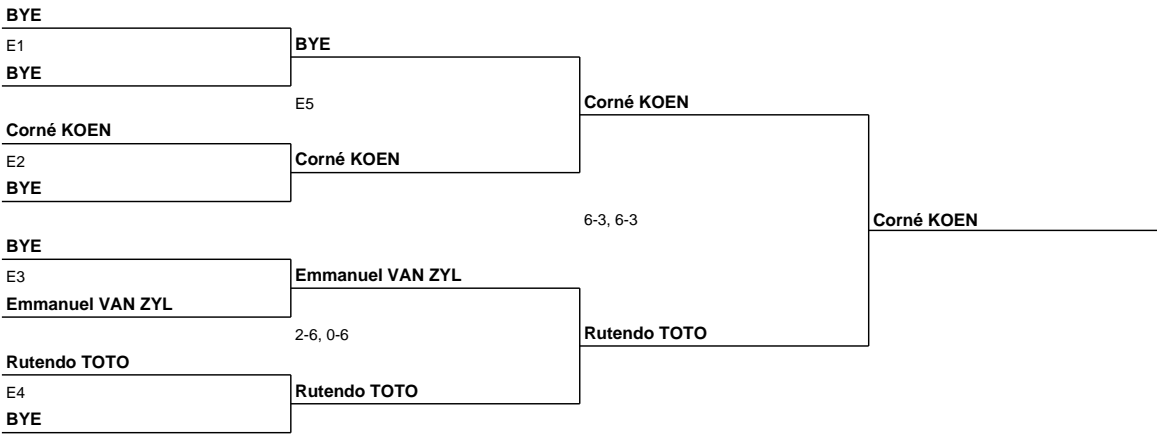 BYE
E1
BYE
BYE
E5
Corné KOEN
Corné KOEN
E2
Corné KOEN
BYE
6-3, 6-3
Corné KOEN
BYE
E3
Emmanuel VAN ZYL
Emmanuel VAN ZYL
2-6, 0-6
Rutendo TOTO
Rutendo TOTO
E4
Rutendo TOTO
BYE